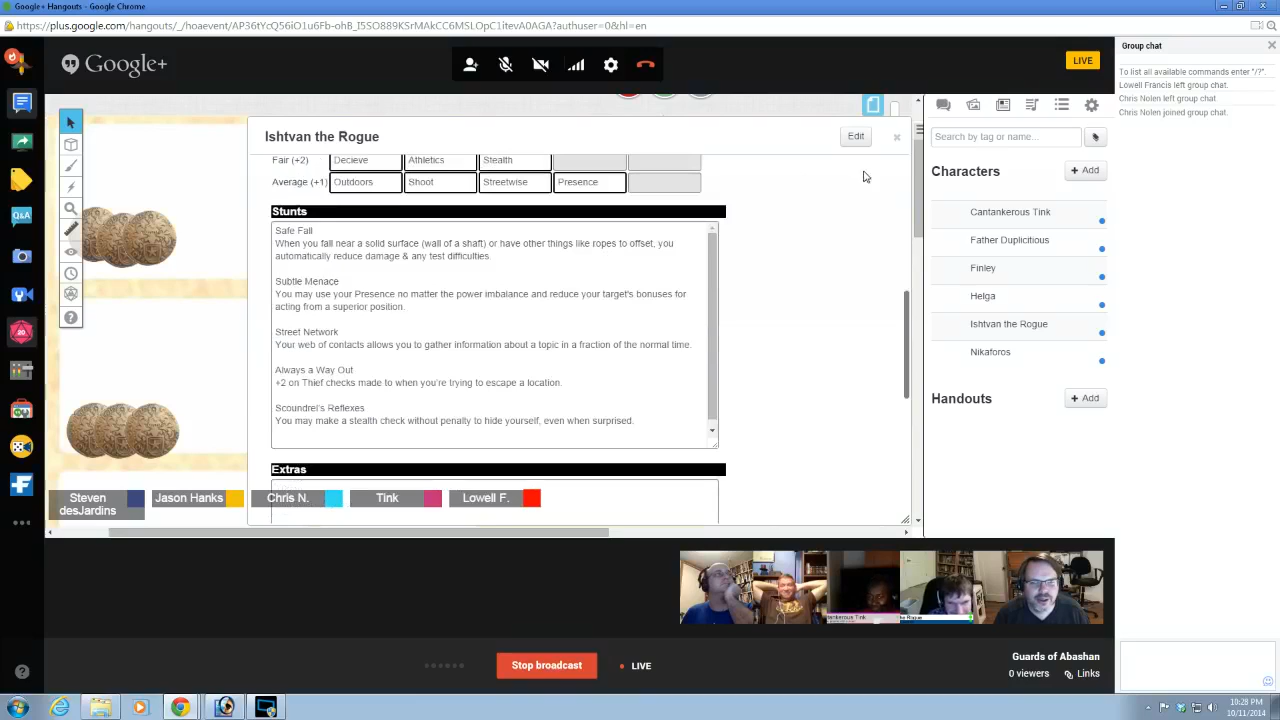 Google+ Hangouts - Google Chrome
https://plus.google.com/hangouts/_/hoaevent/AP36tYcQ56iO1u6Fb-ohB_I5SO889KSrMAkCC6MSLOpC1itevA0AGA?authuser=0&hl=en
Google+
LIVE
Group chat
To list all available commands enter "/?".
Lowell Francis left group chat.
Chris Nolen left group chat.
Chris Nolen joined group chat.
Ishtvan the Rogue
Edit
Fair (+2) Decieve Athletics Stealth
Average (+1) Outdoors Shoot Streetwise Presence
Stunts
Safe Fall
When you fall near a solid surface (wall of a shaft) or have other things like ropes to offset, you
automatically reduce damage & any test difficulties.
Subtle Menace
You may use your Presence no matter the power imbalance and reduce your target's bonuses for
acting from a superior position.
Street Network
Your web of contacts allows you to gather information about a topic in a fraction of the normal time.
Always a Way Out
+2 on Thief checks made to when you're trying to escape a location.
Scoundrel's Reflexes
You may make a stealth check without penalty to hide yourself, even when surprised.
Extras
Search by tag or name...
Characters
+ Add
Cantankerous Tink
Father Duplicitious
Finley
Helga
Ishtvan the Rogue
Nikaforos
Handouts
+ Add
Q&A
20
Steven
desJardins
Jason Hanks
Chris N.
Tink
Lowell F.
tankerous Tink
he Rogue
Stop broadcast
LIVE
Guards of Abashan
0 viewers
Links
10:28 PM
10/11/2014